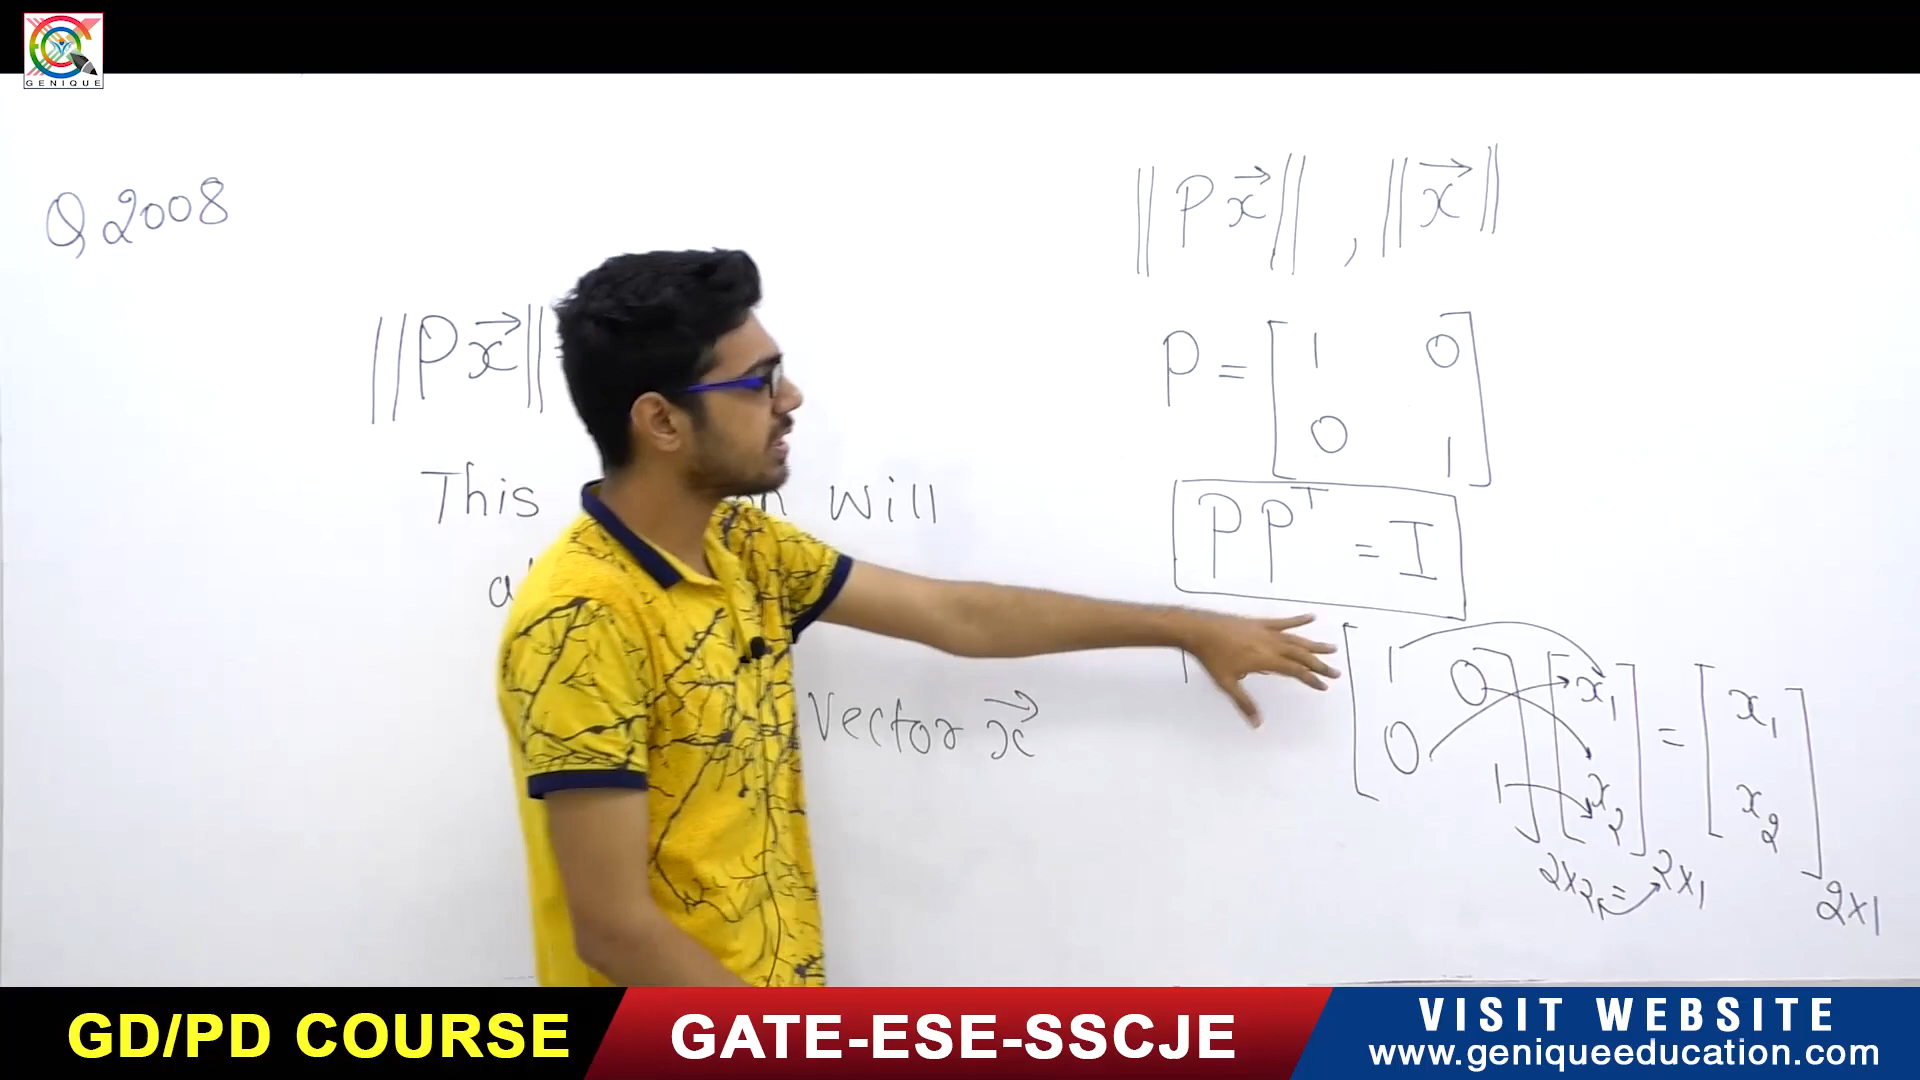 GENIQUE
Q 2008
||Px⃗||
This
will
Vector x⃗
||Px⃗|| , ||x⃗||
P = [1 0
0 1]
PPᵀ = I
[1 0
0 1] [x₁
x₂] = [x₁
x₂]
2x2 = 2x1
2x1
GD/PD COURSE
GATE-ESE-SSCJE
VISIT WEBSITE
www.geniqueeducation.com